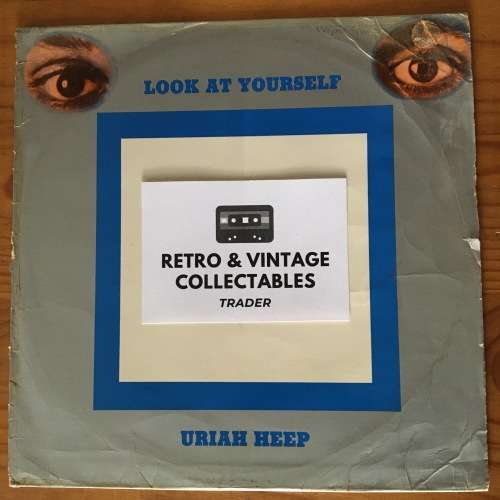 LOOK AT YOURSELF
RETRO & VINTAGE
COLLECTABLES
TRADER
URIAH HEEP